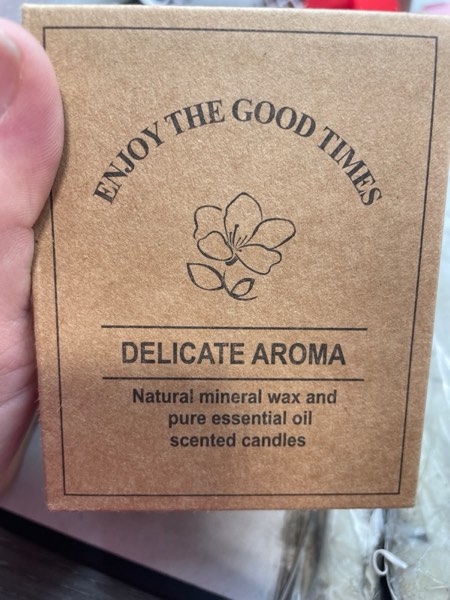 ENJOY THE GOOD TIMES
DELICATE AROMA
Natural mineral wax and
pure essential oil
scented candles